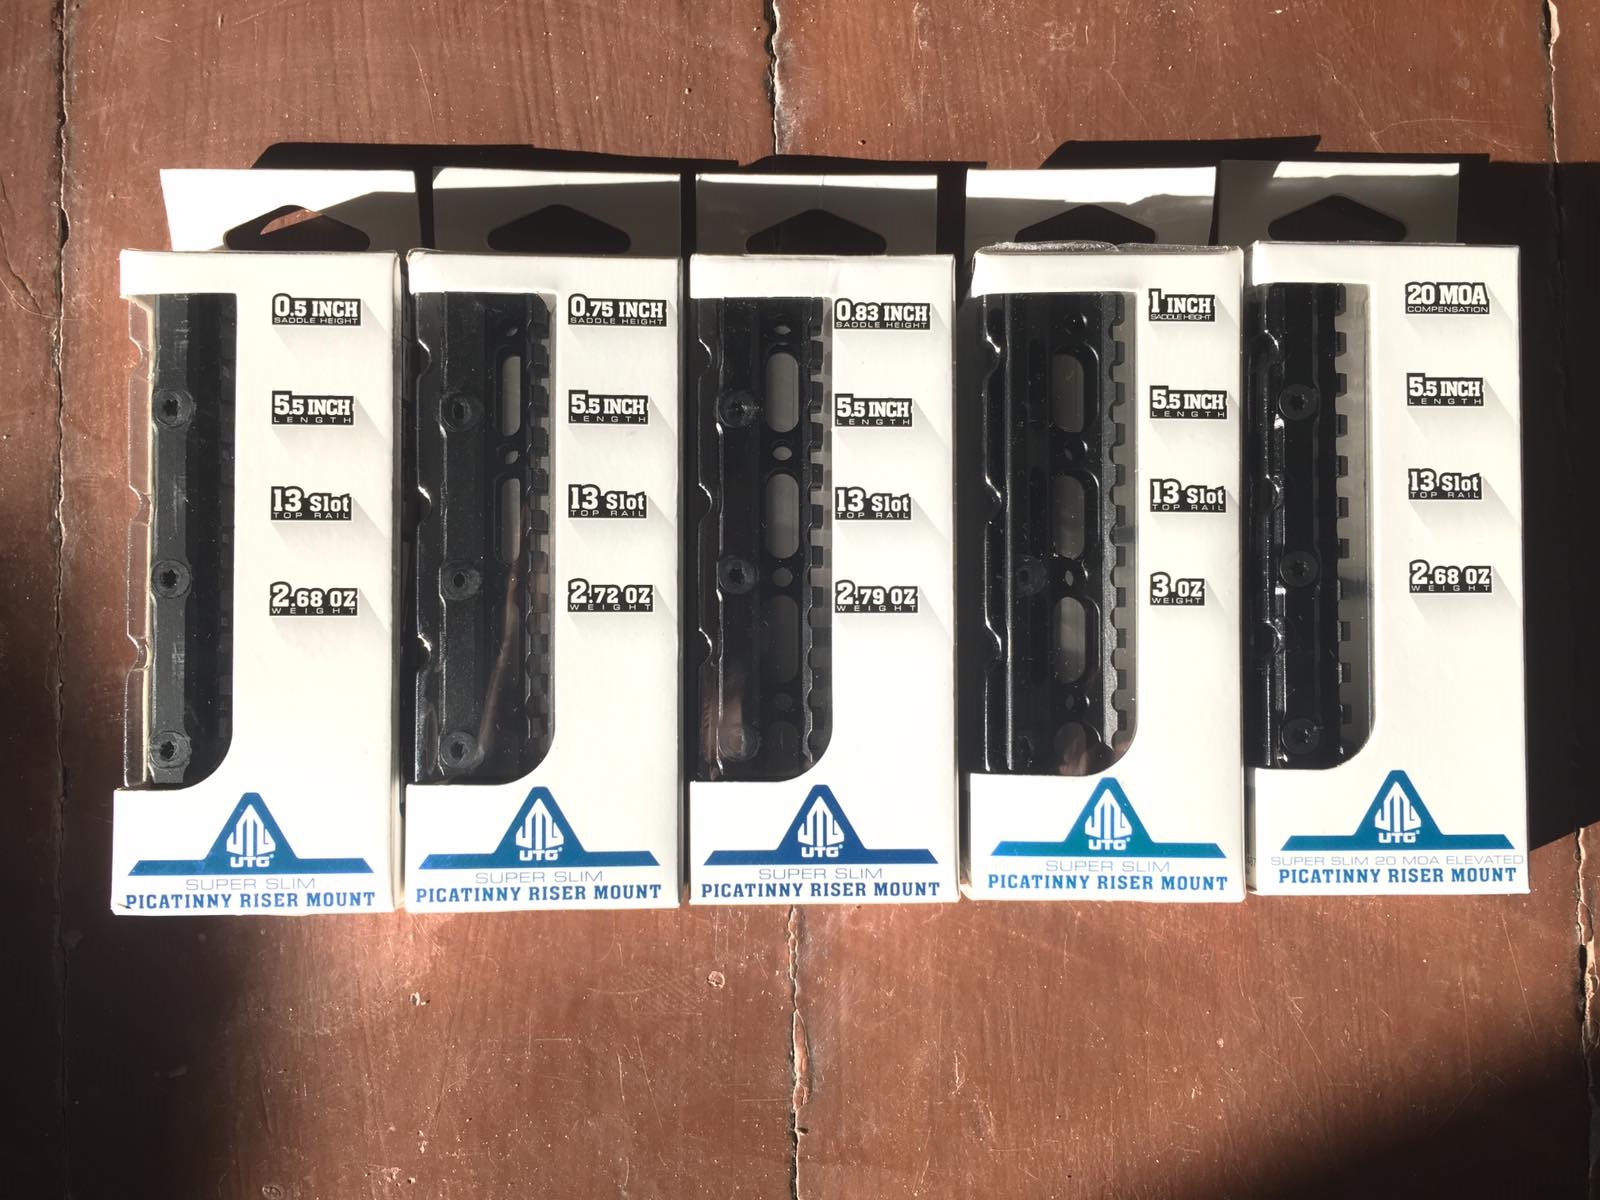 0.5 INCH
SADDLE HEIGHT
5.5 INCH
LENGTH
13 Slot
TOP RAIL
2.68 OZ
WEIGHT
UTG®
SUPER SLIM
PICATINNY RISER MOUNT
0.75 INCH
SADDLE HEIGHT
5.5 INCH
LENGTH
13 Slot
TOP RAIL
2.72 OZ
WEIGHT
UTG®
SUPER SLIM
PICATINNY RISER MOUNT
0.83 INCH
SADDLE HEIGHT
5.5 INCH
LENGTH
13 Slot
TOP RAIL
2.79 OZ
WEIGHT
UTG®
SUPER SLIM
PICATINNY RISER MOUNT
1 INCH
SADDLE HEIGHT
5.5 INCH
LENGTH
13 Slot
TOP RAIL
3 OZ
WEIGHT
UTG®
SUPER SLIM
PICATINNY RISER MOUNT
20 MOA
COMPENSATION
5.5 INCH
LENGTH
13 Slot
TOP RAIL
2.68 OZ
WEIGHT
UTG®
SUPER SLIM 20 MOA ELEVATED
PICATINNY RISER MOUNT